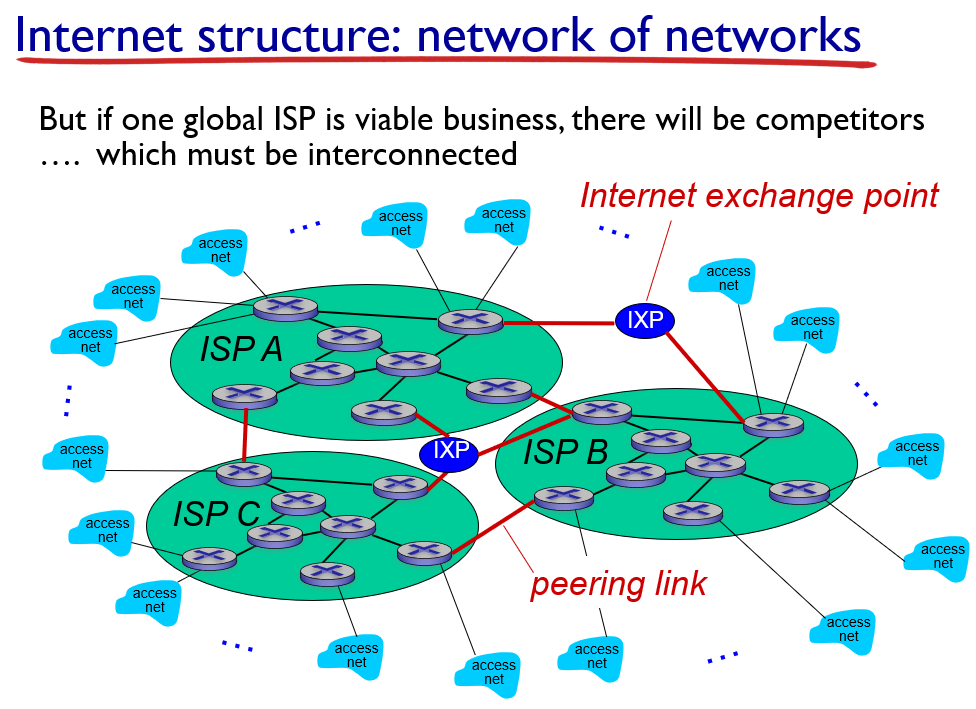 Internet structure: network of networks
But if one global ISP is viable business, there will be competitors
…. which must be interconnected
Internet exchange point
…
…
access
net
access
net
access
net
access
net
access
net
access
net
access
net
IXP
ISP A
…
…
IXP
ISP B
access
net
access
net
ISP C
access
net
access
net
peering link
access
net
access
net
access
net
access
net
access
net
…
…